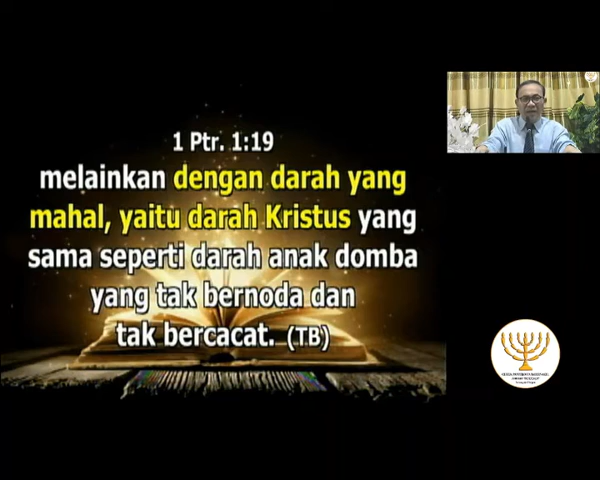 1 Ptr. 1:19
melainkan dengan darah yang
mahal, yaitu darah Kristus yang
sama seperti darah anak domba
yang tak bernoda dan
tak bercacat. (TB)